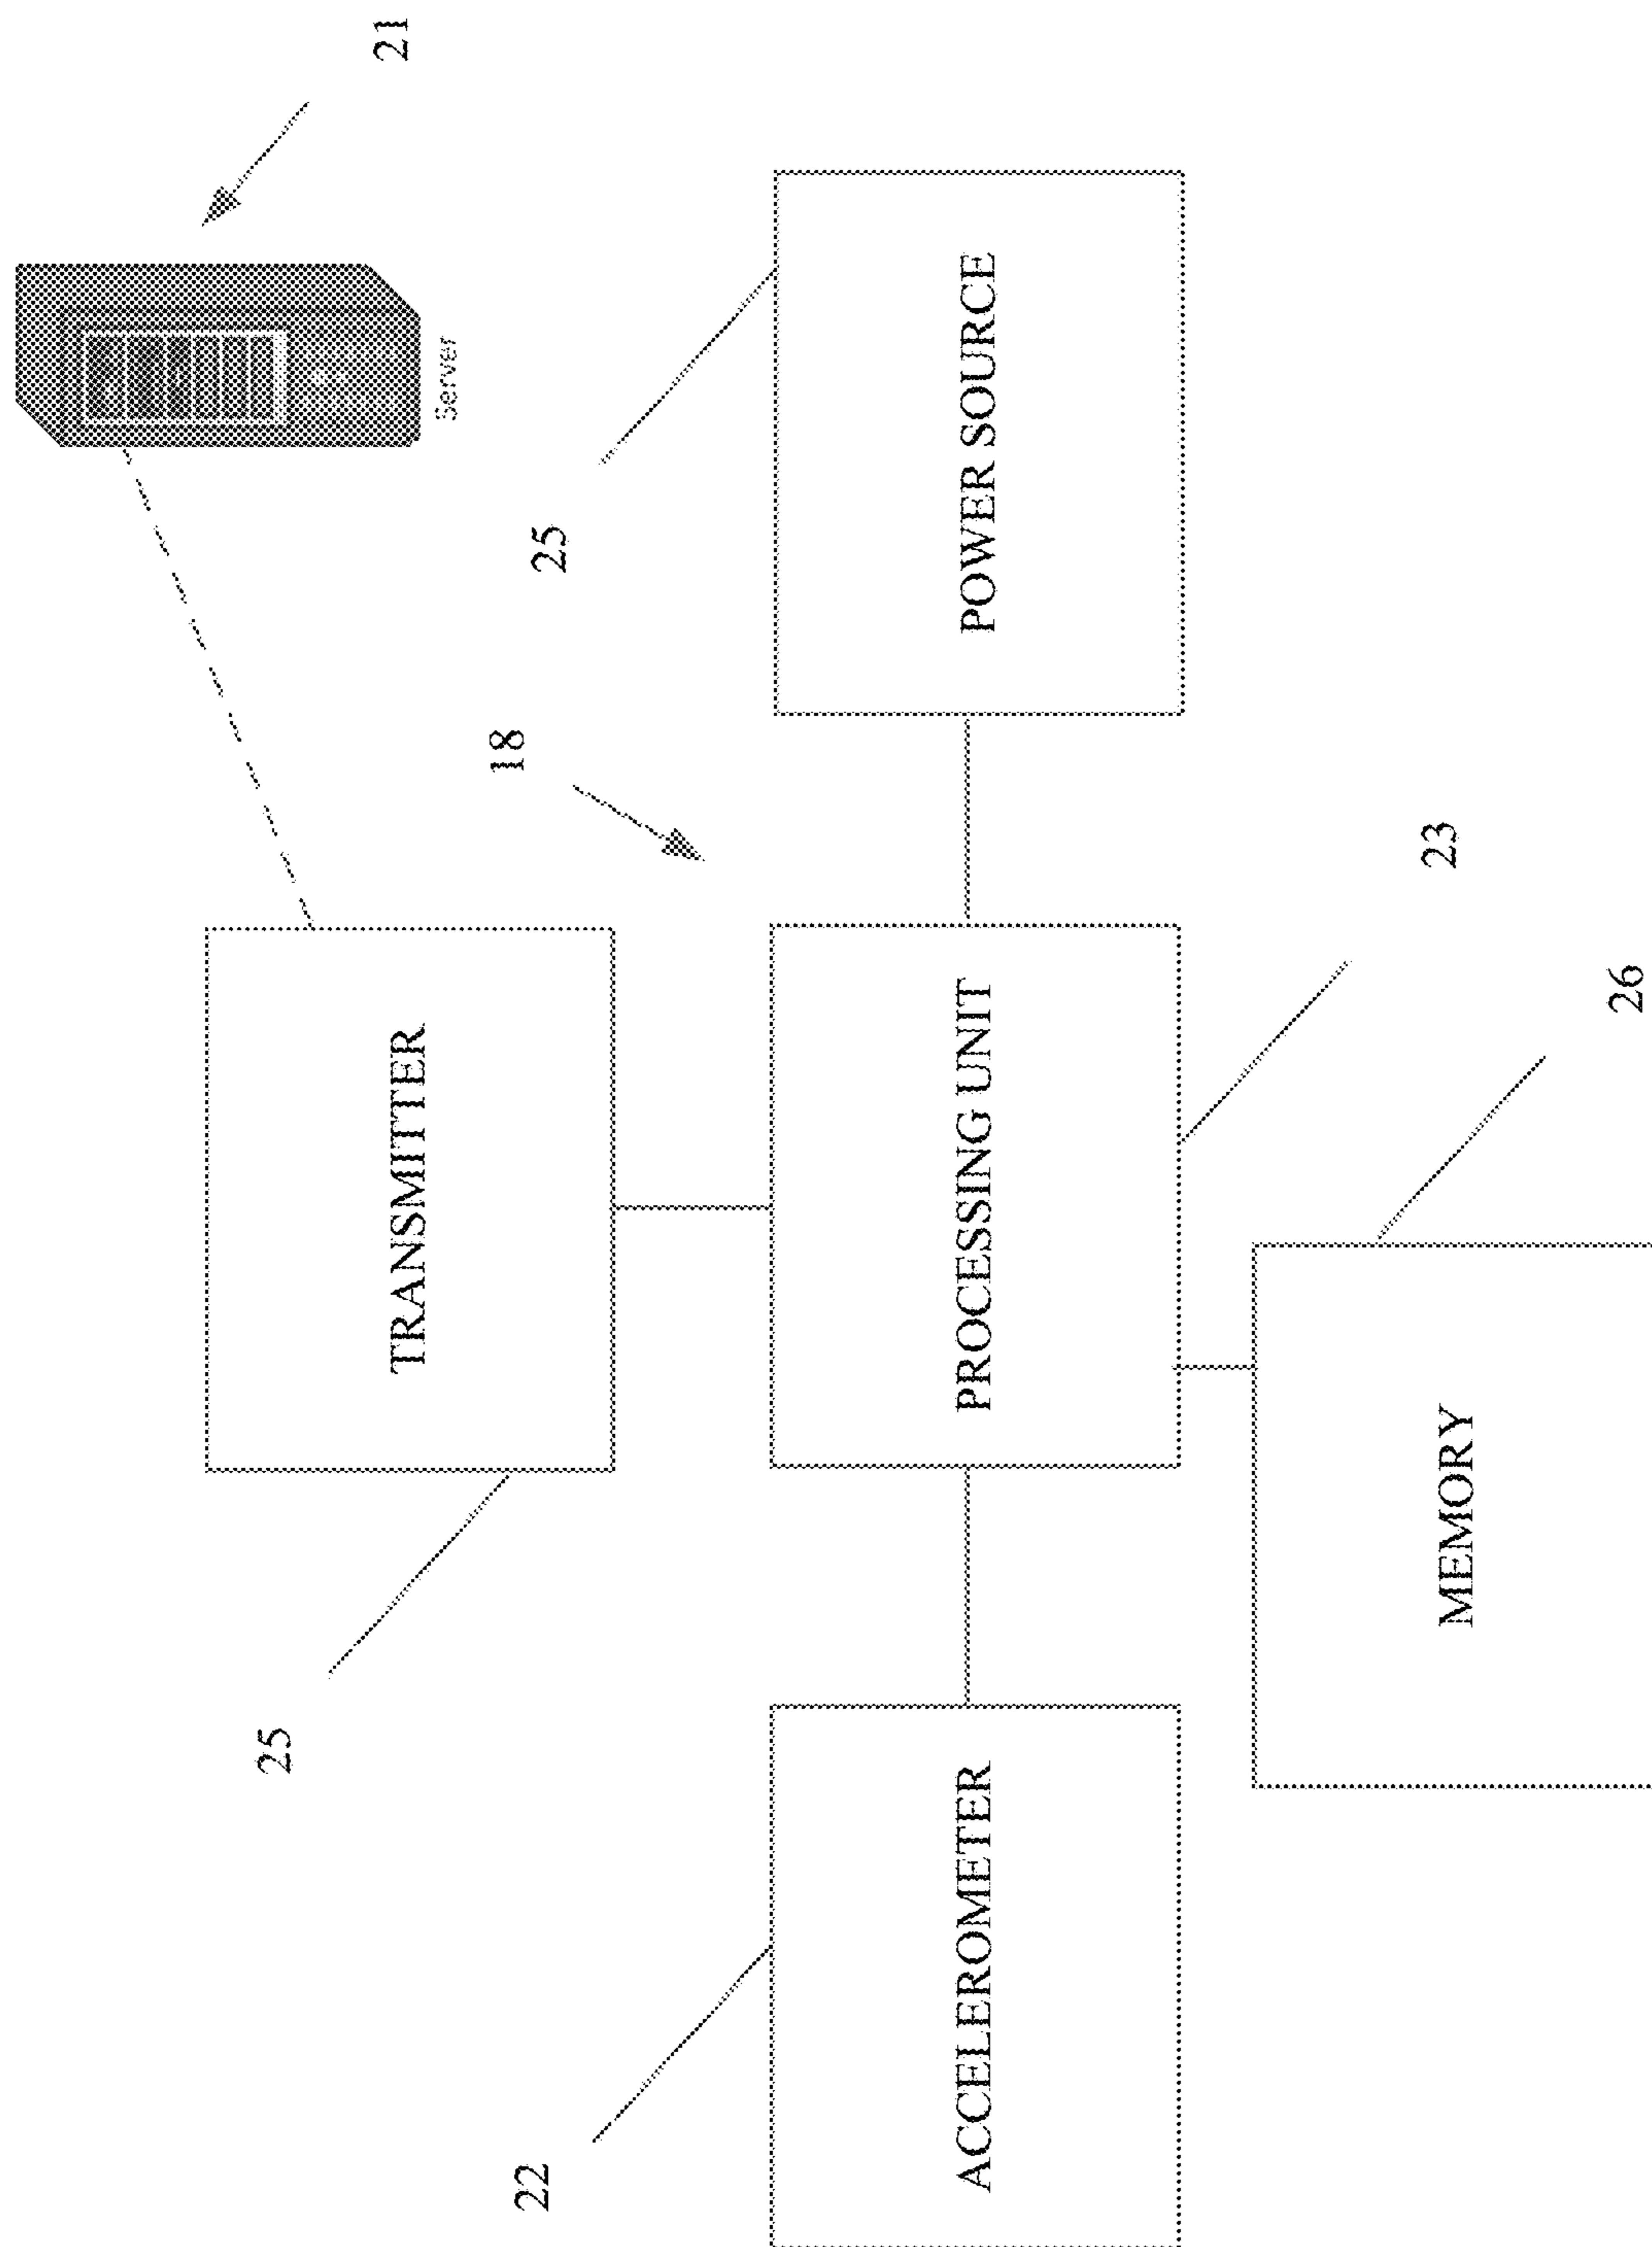 21
Server
25
TRANSMITTER
18
25
POWER SOURCE
22
ACCELEROMETER
PROCESSING UNIT
23
MEMORY
26